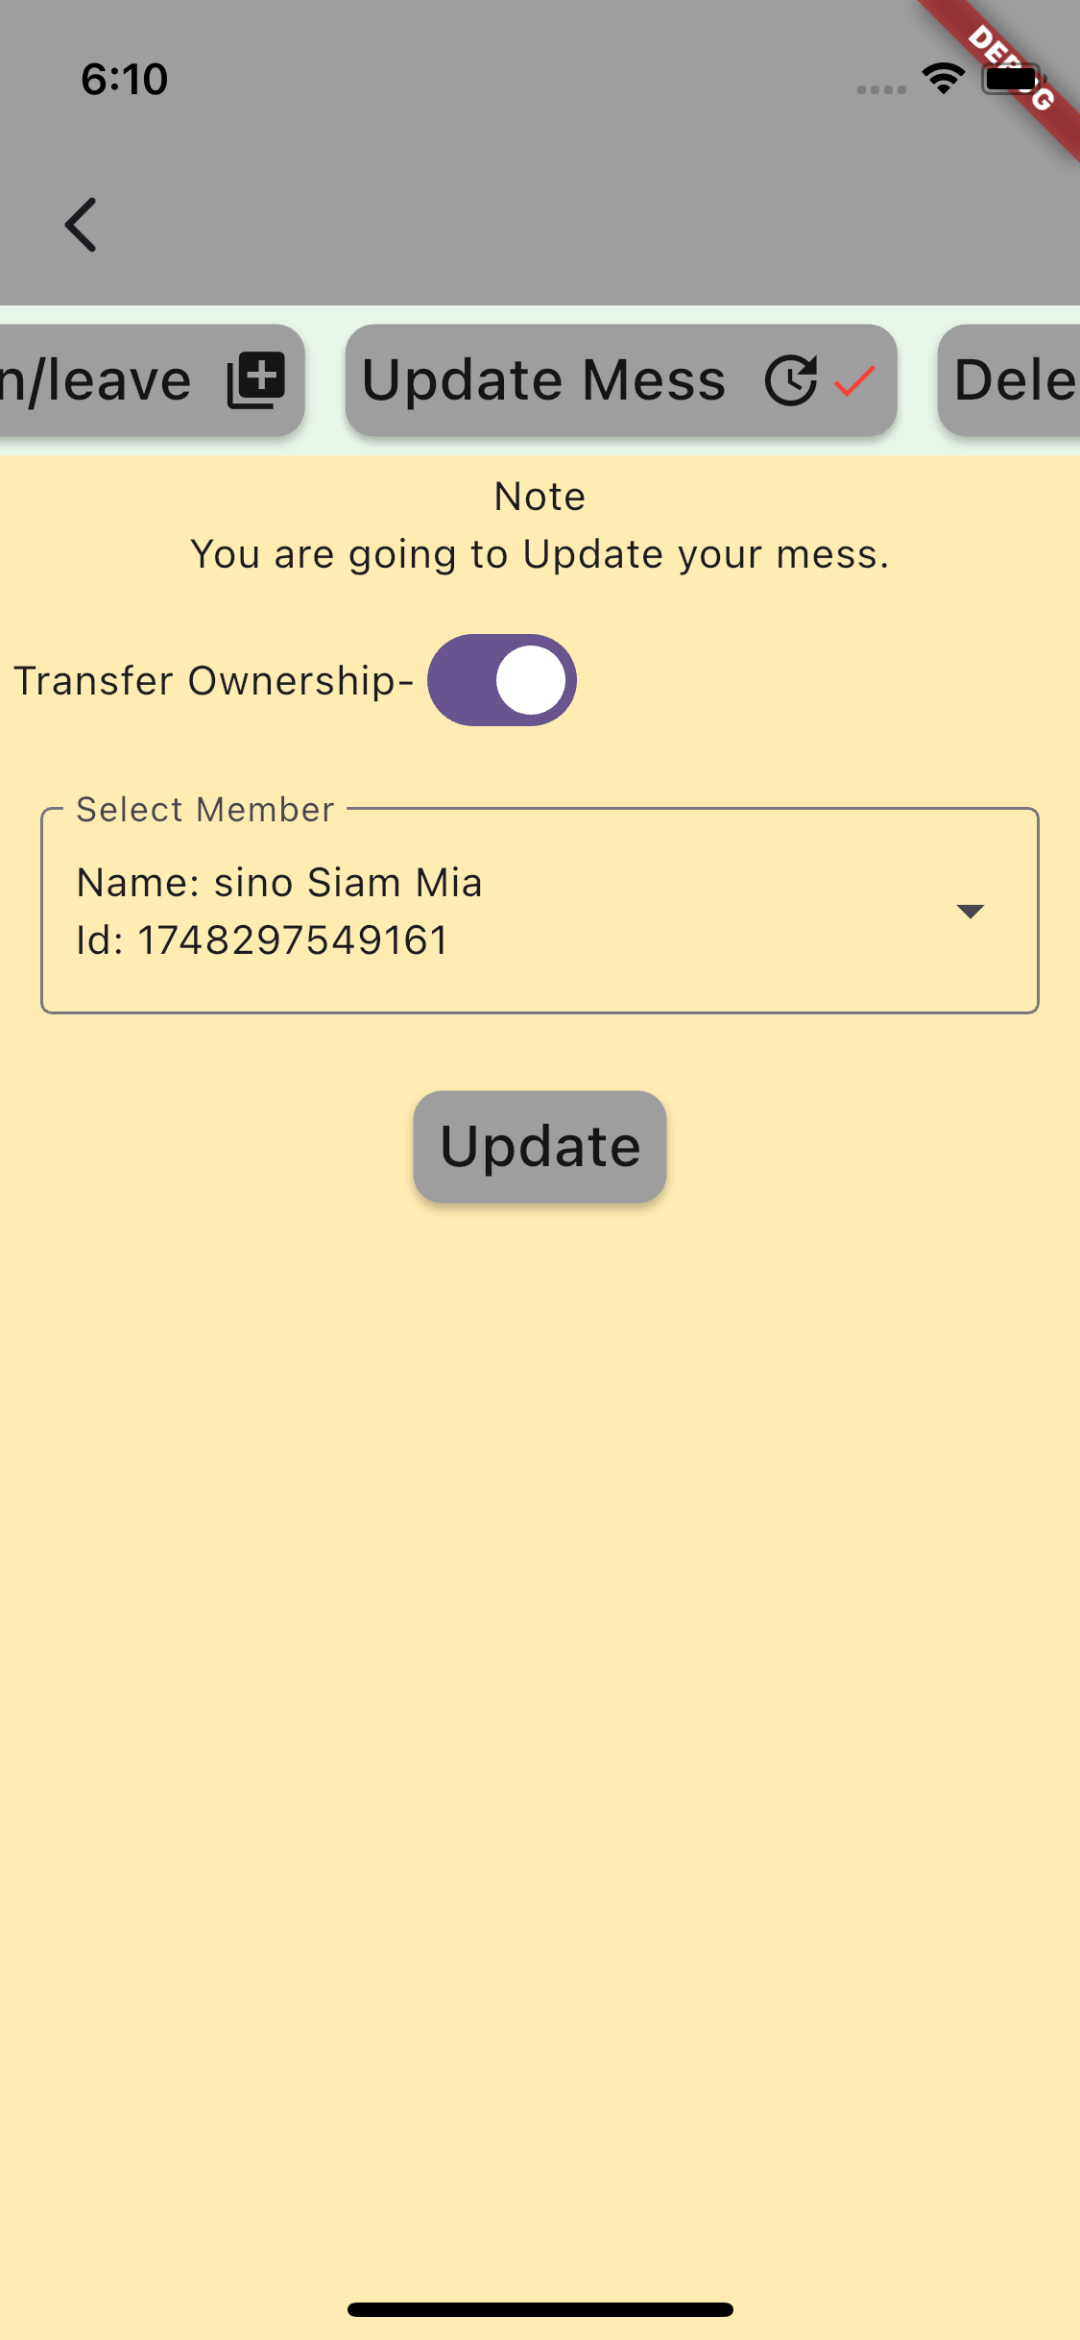 6:10
DEBUG
n/leave
Update Mess
Dele
Note
You are going to Update your mess.
Transfer Ownership-
Select Member
Name: sino Siam Mia
Id: 1748297549161
Update